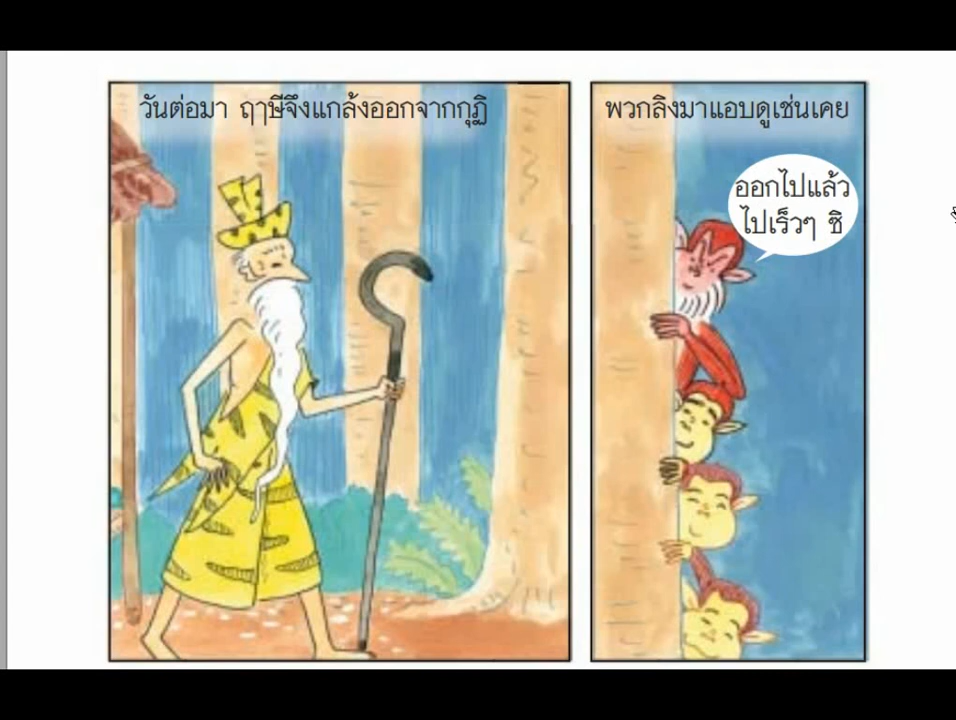 วันต่อมา ฤๅษีจึงแกล้งออกจากกุฏิ
พวกลิงมาแอบดูเช่นเคย
ออกไปแล้ว
ไปเร็วๆ ซิ